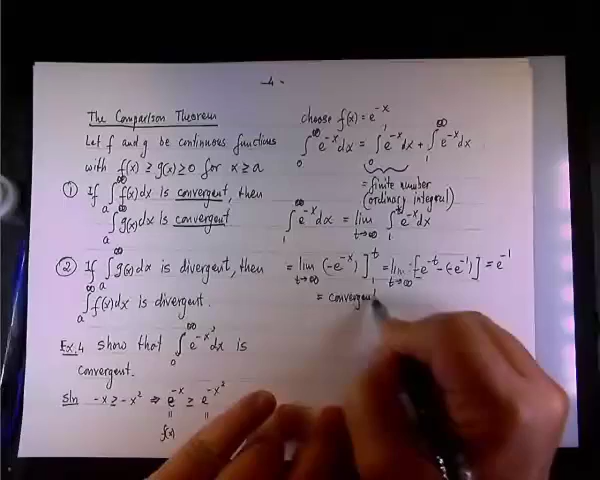 -4-
The Comparison Theorem
Let f and g be continuous functions
with f(x) ≥ g(x) ≥ 0 for x ≥ a
① If ∫_a^∞ f(x)dx is convergent, then
∫_a^∞ g(x)dx is convergent
② If ∫_a^∞ g(x)dx is divergent, then
∫_a^∞ f(x)dx is divergent.
Ex.4 show that ∫_0^∞ e^{-x²}dx is
convergent.
Sln -x ≥ -x² ⇒ e^{-x} ≥ e^{-x²}
= =
f(x)
choose f(x) = e^{-x}
∫_0^∞ e^{-x}dx = ∫_0^1 e^{-x}dx + ∫_1^∞ e^{-x}dx
= finite number
(ordinary integral)
∫_1^∞ e^{-x}dx = lim_{t→∞} ∫_1^t e^{-x}dx
= lim_{t→∞} (-e^{-x})]_1^t = lim_{t→∞} -[e^{-t} - (-e^{-1})] = e^{-1}
= convergent